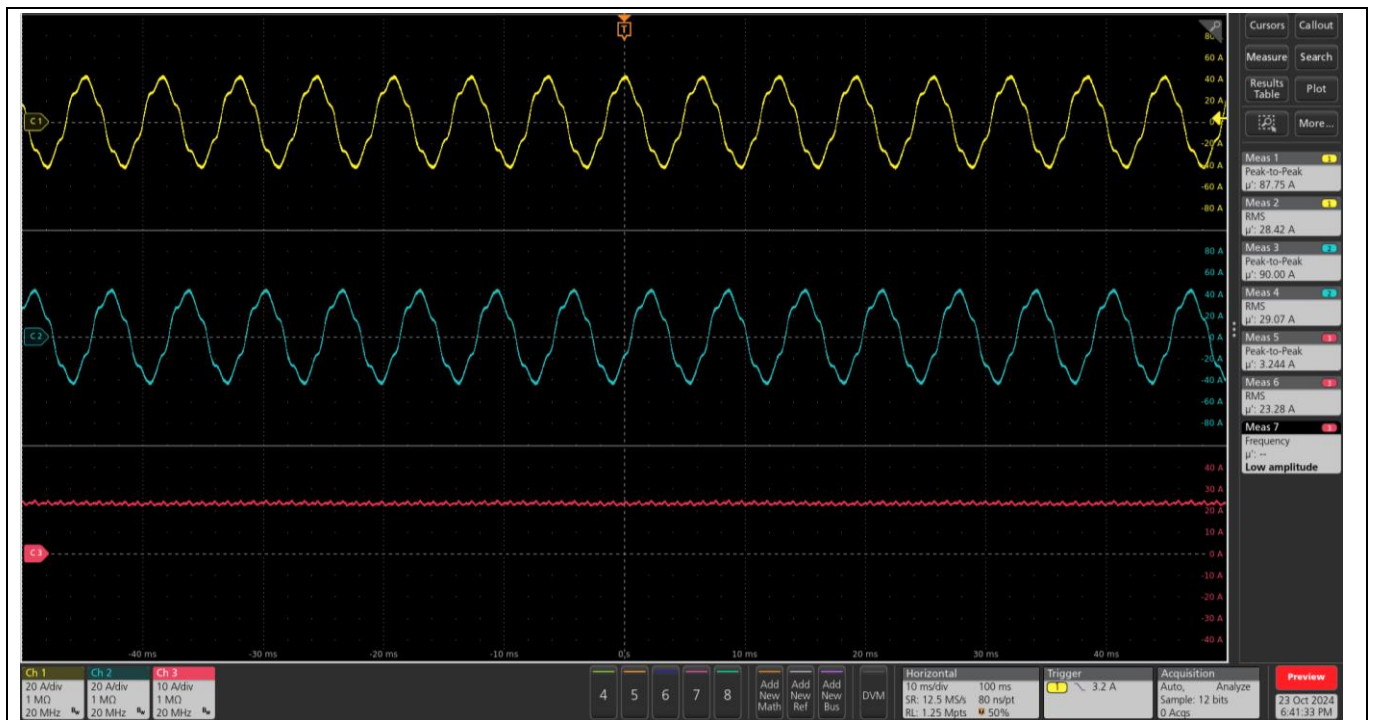 T
80
60 A
40 A
20 A
0
-20 A
-40 A
-60 A
-80 A
C1
80 A
60 A
40 A
20 A
0 A
-20 A
-40 A
-60 A
-80 A
C2
40 A
30 A
20 A
10 A
0 A
-10 A
-20 A
-30 A
-40 A
C3
-40 ms -30 ms -20 ms -10 ms 0 s 10 ms 20 ms 30 ms 40 ms
Cursors Callout
Measure Search
Results Plot
Table
More...
Meas 1 1
Peak-to-Peak
µ': 87.75 A
Meas 2 1
RMS
µ': 28.42 A
Meas 3 2
Peak-to-Peak
µ': 90.00 A
Meas 4 2
RMS
µ': 29.07 A
Meas 5 3
Peak-to-Peak
µ': 3.244 A
Meas 6 3
RMS
µ': 23.28 A
Meas 7 3
Frequency
µ': --
Low amplitude
Ch 1
20 A/div
1 MΩ
20 MHz
Ch 2
20 A/div
1 MΩ
20 MHz
Ch 3
10 A/div
1 MΩ
20 MHz
4 5 6 7 8
Add
New
Math
Add
New
Ref
Add
New
Bus
DVM
Horizontal
10 ms/div 100 ms
SR: 12.5 MS/s 80 ns/pt
RL: 1.25 Mpts 50%
Trigger
1 3.2 A
Acquisition
Auto, Analyze
Sample: 12 bits
0 Acqs
Preview
23 Oct 2024
6:41:33 PM